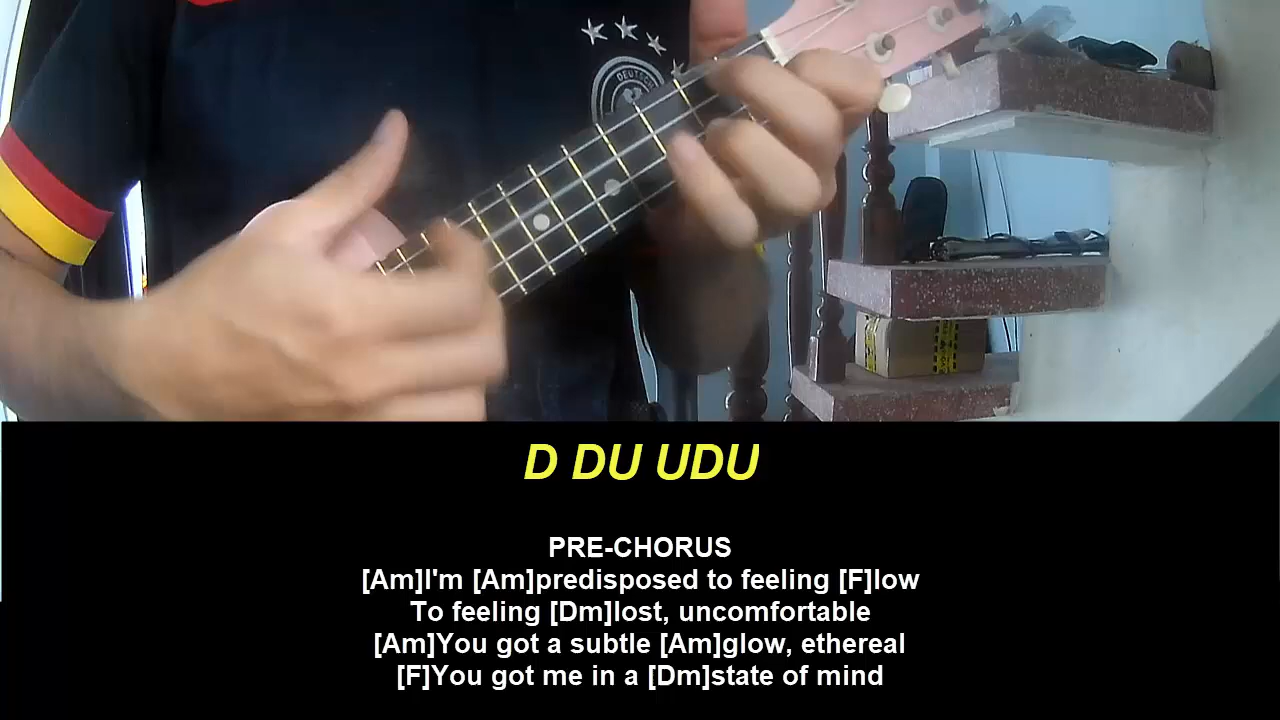 DEUTSCHER
D DU UDU
PRE-CHORUS
[Am]I'm [Am]predisposed to feeling [F]low
To feeling [Dm]lost, uncomfortable
[Am]You got a subtle [Am]glow, ethereal
[F]You got me in a [Dm]state of mind